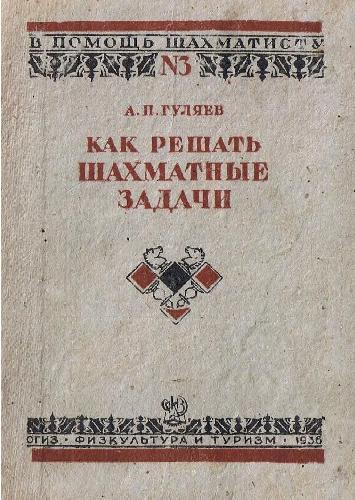 В ПОМОЩЬ ШАХМАТИСТУ
№3
А. П. ГУЛЯЕВ
КАК РЕШАТЬ
ШАХМАТНЫЕ
ЗАДАЧИ
ОГИЗ · ФИЗКУЛЬТУРА И ТУРИЗМ · 1936